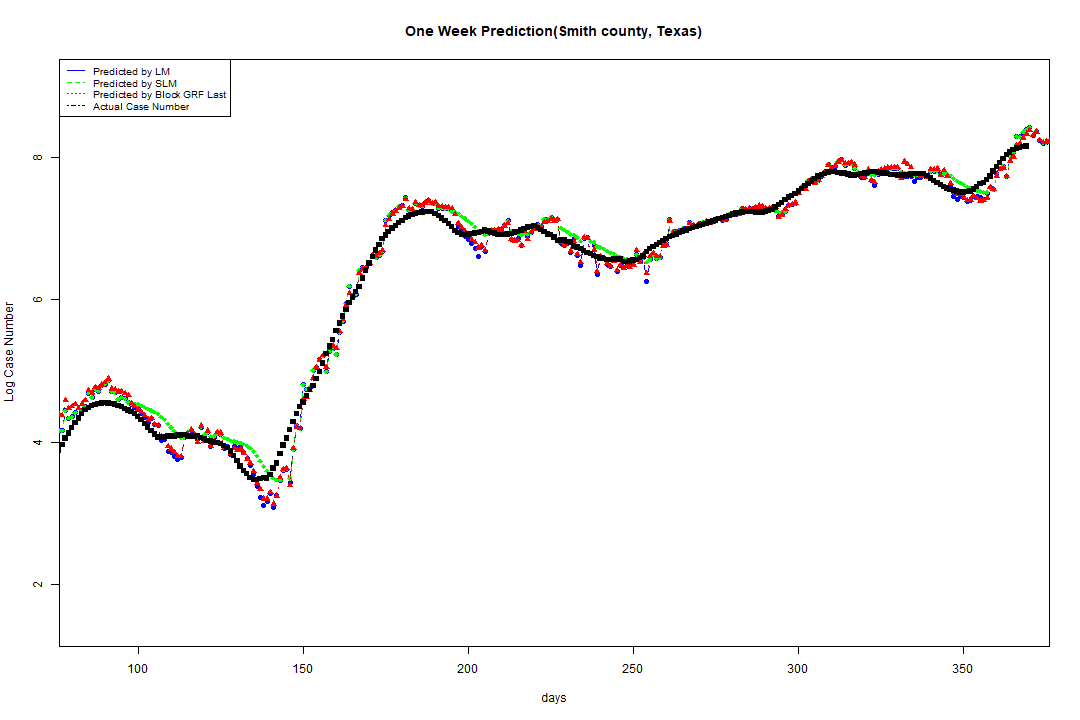 One Week Prediction(Smith county, Texas)
Predicted by LM
Predicted by SLM
Predicted by Block GRF Last
Actual Case Number
Log Case Number
8
6
4
2
100 150 200 250 300 350
days